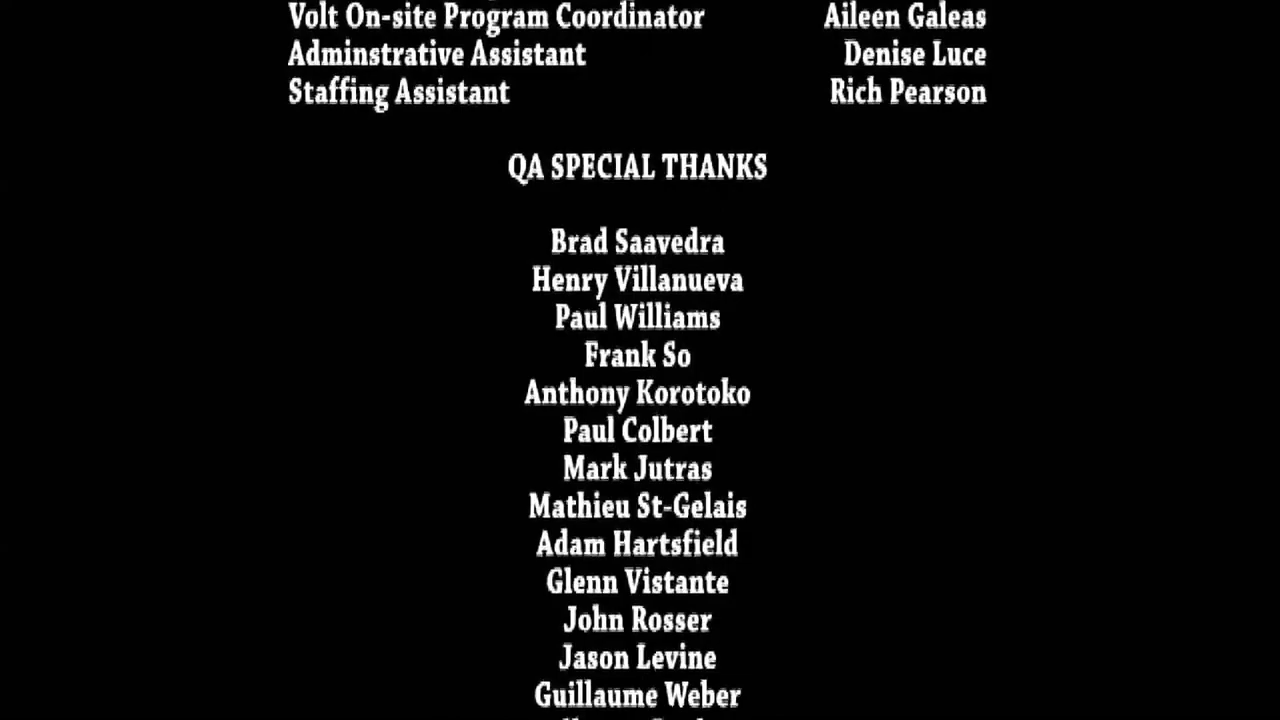 Volt On-site Program Coordinator Aileen Galeas
Adminstrative Assistant Denise Luce
Staffing Assistant Rich Pearson
QA SPECIAL THANKS
Brad Saavedra
Henry Villanueva
Paul Williams
Frank So
Anthony Korotoko
Paul Colbert
Mark Jutras
Mathieu St-Gelais
Adam Hartsfield
Glenn Vistante
John Rosser
Jason Levine
Guillaume Weber